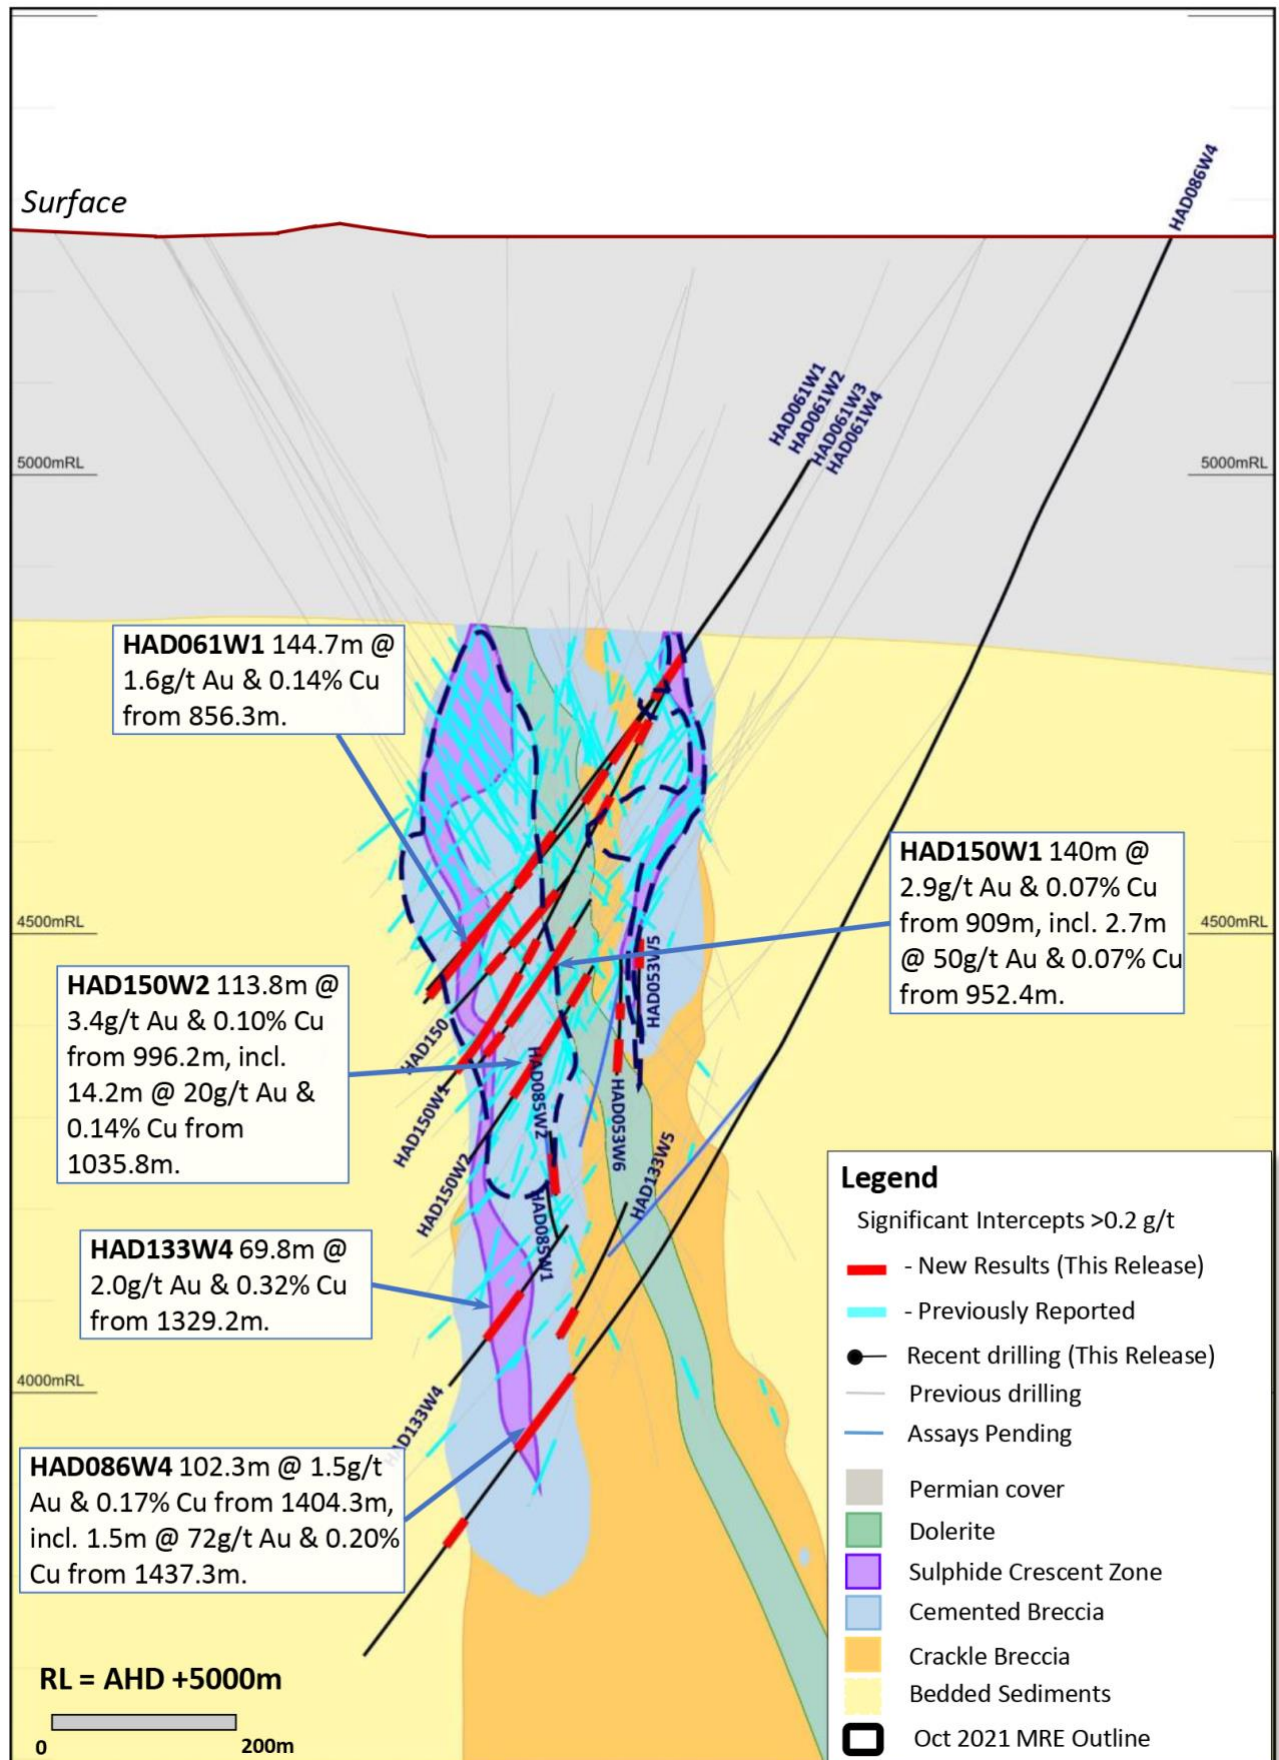 HAD086W4
Surface
HAD061W1
HAD061W2
HAD061W3
HAD061W4
5000mRL
5000mRL
HAD061W1 144.7m @
1.6g/t Au & 0.14% Cu
from 856.3m.
HAD150W1 140m @
2.9g/t Au & 0.07% Cu
from 909m, incl. 2.7m
@ 50g/t Au & 0.07% Cu
from 952.4m.
4500mRL
4500mRL
HAD053W5
HAD150W2 113.8m @
3.4g/t Au & 0.10% Cu
from 996.2m, incl.
14.2m @ 20g/t Au &
0.14% Cu from
1035.8m.
HAD150
HAD150W1
HAD150W2
HAD085W2
HAD053W6
HAD133W5
HAD085W1
HAD133W4 69.8m @
2.0g/t Au & 0.32% Cu
from 1329.2m.
4000mRL
HAD133W4
HAD086W4 102.3m @ 1.5g/t
Au & 0.17% Cu from 1404.3m,
incl. 1.5m @ 72g/t Au & 0.20%
Cu from 1437.3m.
RL = AHD +5000m
0 200m
Legend
Significant Intercepts >0.2 g/t
- New Results (This Release)
- Previously Reported
Recent drilling (This Release)
Previous drilling
Assays Pending
Permian cover
Dolerite
Sulphide Crescent Zone
Cemented Breccia
Crackle Breccia
Bedded Sediments
Oct 2021 MRE Outline